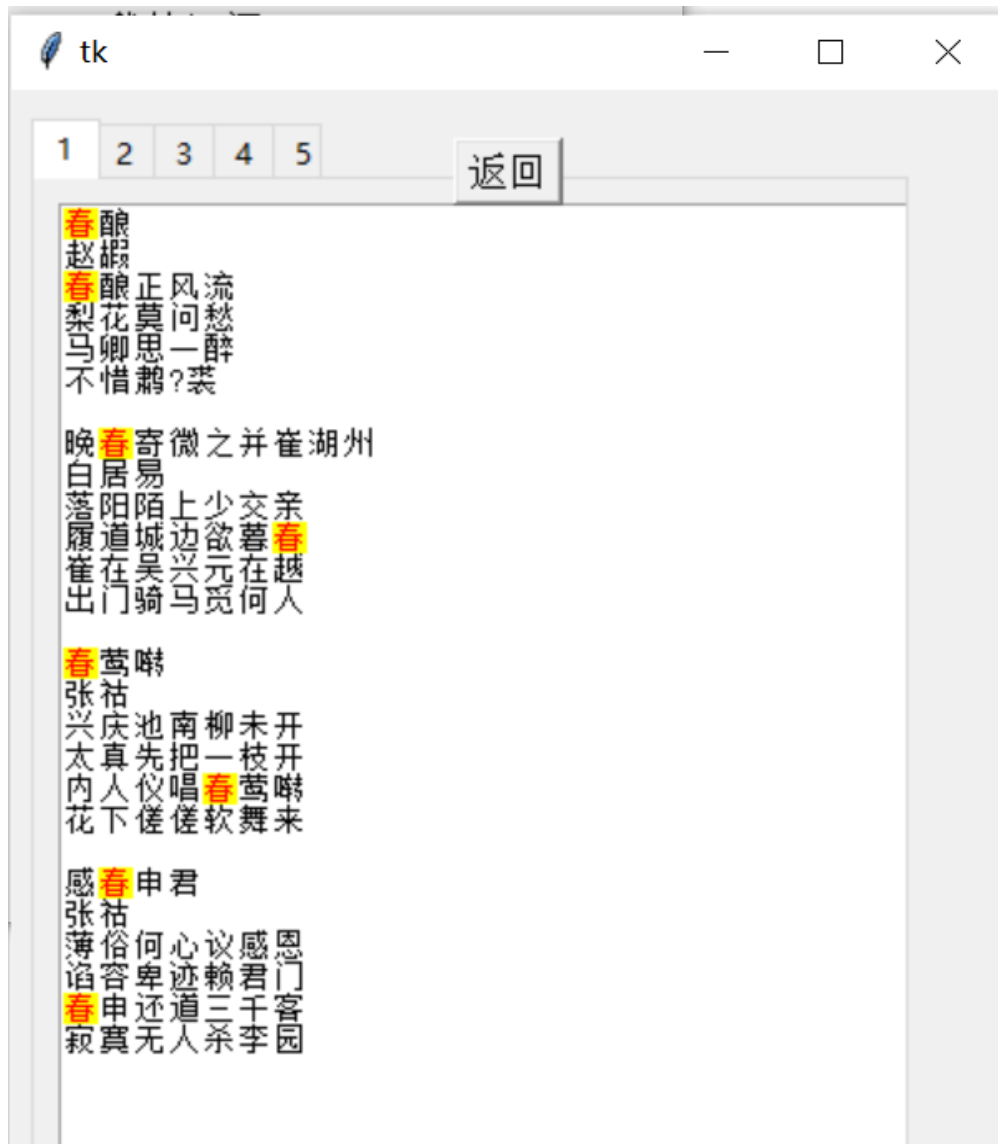 tk
1 2 3 4 5
返回
春酿
赵嘏
春酿正风流
梨花莫问愁
马卿思一醉
不惜鹔?裘
晚春寄微之并崔湖州
白居易
落阳陌上少交亲
履道城边欲暮春
崔在吴兴元在越
出门骑马觅何人
春莺啭
张祜
兴庆池南柳未开
太真先把一枝开
内人仪唱春莺啭
花下傞傞软舞来
感春申君
张祜
薄俗何心议感恩
谄容卑迹赖君门
春申还道三千客
寂寞无人杀李园